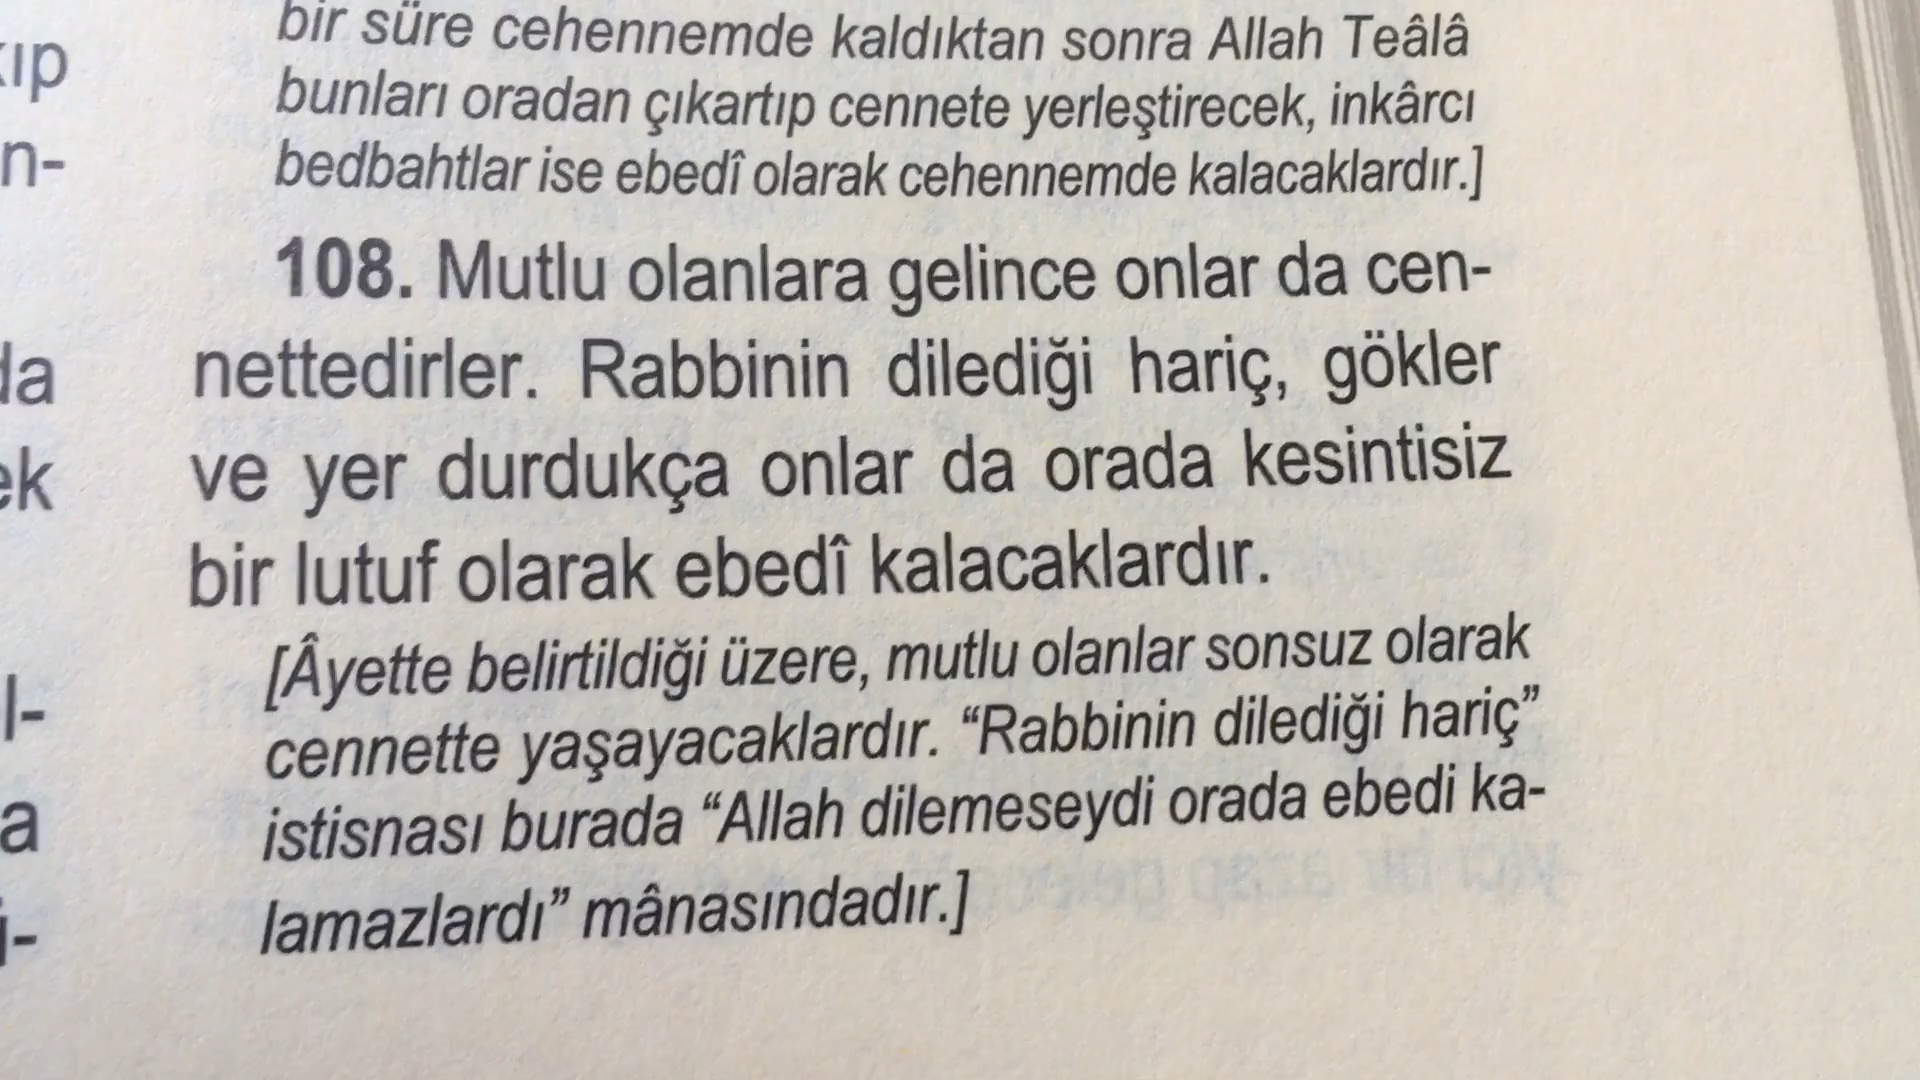 bir süre cehennemde kaldıktan sonra Allah Teâlâ
bunları oradan çıkartıp cennete yerleştirecek, inkârcı
bedbahtlar ise ebedî olarak cehennemde kalacaklardır.]
108. Mutlu olanlara gelince onlar da cen-
nettedirler. Rabbinin dilediği hariç, gökler
ve yer durdukça onlar da orada kesintisiz
bir lutuf olarak ebedî kalacaklardır.
[Âyette belirtildiği üzere, mutlu olanlar sonsuz olarak
cennette yaşayacaklardır. “Rabbinin dilediği hariç”
istisnası burada “Allah dilemeseydi orada ebedi ka-
lamazlardı” mânasındadır.]